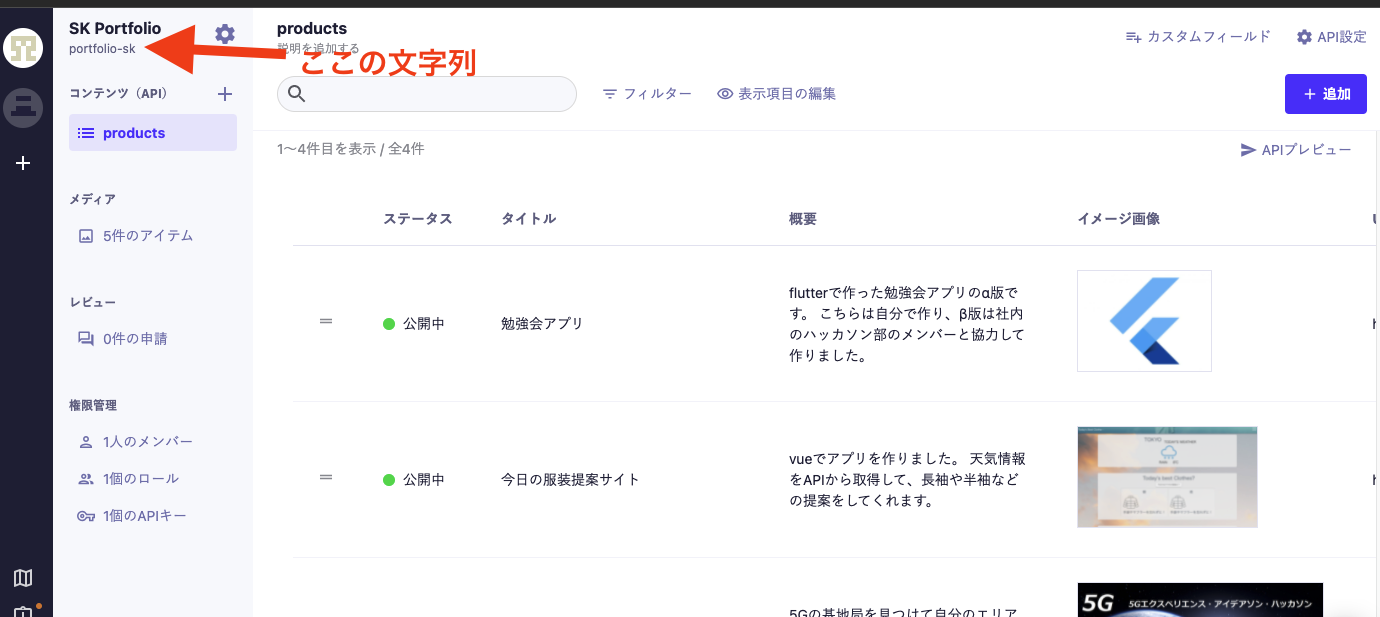 SK Portfolio
portfolio-sk
ここの文字列
コンテンツ（API）
products
メディア
5件のアイテム
レビュー
0件の申請
権限管理
1人のメンバー
1個のロール
1個のAPIキー
products
説明を追加する
カスタムフィールド
API設定
フィルター
表示項目の編集
追加
1〜4件目を表示 / 全4件
APIプレビュー
ステータス タイトル 概要 イメージ画像
公開中
勉強会アプリ
flutterで作った勉強会アプリのα版で
す。 こちらは自分で作り、β版は社内
のハッカソン部のメンバーと協力して
作りました。
公開中
今日の服装提案サイト
vueでアプリを作りました。 天気情報
をAPIから取得して、長袖や半袖など
の提案をしてくれます。
TOKYO
Today's best Clothes?
5Gの基地局を見つけて自分のエリア
5G 5Gエクスペリエンス・アイデアソン・ハッカソン